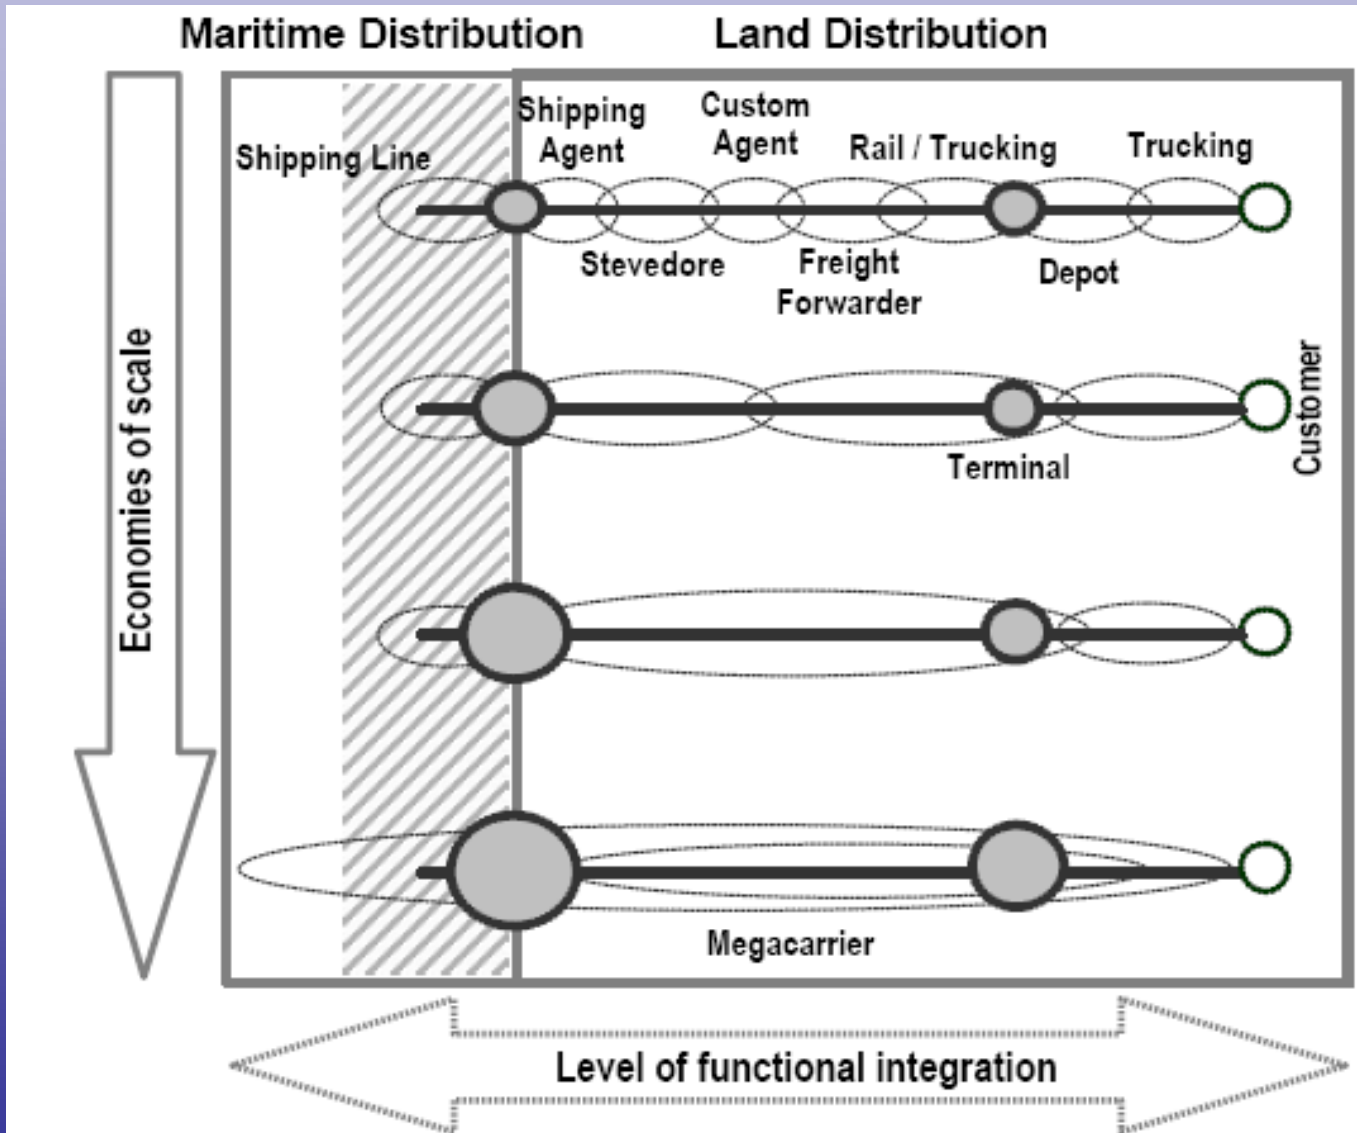 Maritime Distribution
Land Distribution
Shipping
Agent
Custom
Agent
Shipping Line
Rail / Trucking
Trucking
Stevedore
Freight
Forwarder
Depot
Economies of scale
Customer
Terminal
Megacarrier
Level of functional integration